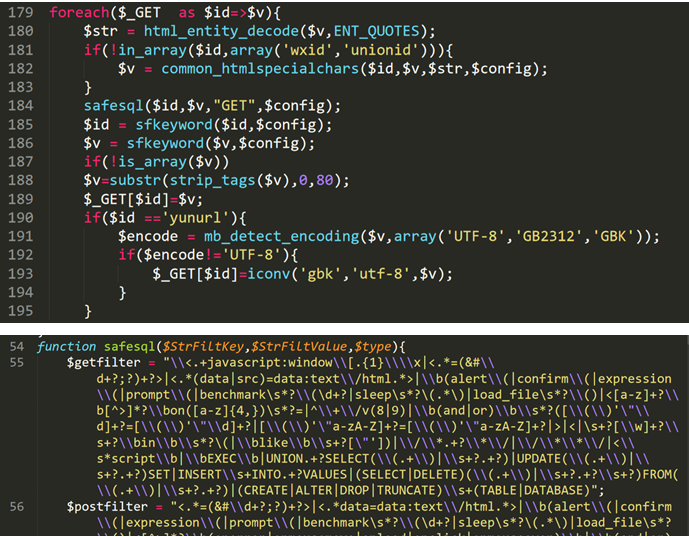 179 foreach($_GET  as $id=>$v){
180     $str = html_entity_decode($v,ENT_QUOTES);
181     if(!in_array($id,array('wxid','unionid'))){
182         $v = common_htmlspecialchars($id,$v,$str,$config);
183     }
184     safesql($id,$v,"GET",$config);
185     $id = sfkeyword($id,$config);
186     $v = sfkeyword($v,$config);
187     if(!is_array($v))
188     $v=substr(strip_tags($v),0,80);
189     $_GET[$id]=$v;
190     if($id =='yunurl'){
191         $encode = mb_detect_encoding($v,array('UTF-8','GB2312','GBK'));
192         if($encode!='UTF-8'){
193             $_GET[$id]=iconv('gbk','utf-8',$v);
194         }
195     }
54 function safesql($StrFiltKey,$StrFiltValue,$type){
55     $getfilter = "\\<.+javascript:window\\[.{1}\\\\x|<.*=(&#\\
d+?;?)+?>|<.*(data|src)=data:text\\/html.*>|\\b(alert\\(|confirm\\(|expression
\\(|prompt\\(|benchmark\s*?\\(\d+?|sleep\s*?\\(.*\)|load_file\s*?\\()|<[a-z]+?\\
b[^>]*?\\bon([a-z]{4,})\s*?=|^\\+\\/v(8|9)|\\b(and|or)\\b\\s*?([\\(\\)'\"\\
d]+?=[\\(\\)'\"\\d]+?|[\\(\\)'\"a-zA-Z]+?=[\\(\\)'\"a-zA-Z]+?|>|<|\s+?[\\w]+?\\
s+?\\bin\\b\\s*?\(|\\blike\\b\\s+?[\"'])|\\/\\*.+?\\*\\/|\\/\\*\\*\\/|<\\
s*script\\b|\\bEXEC\\b|UNION.+?SELECT(\\(.+\\)|\\s+?.+?)|UPDATE(\\(.+\\)|\\
s+?.+?)SET|INSERT\\s+INTO.+?VALUES|(SELECT|DELETE)(\\(.+\\)|\\s+?.+?\\s+?)FROM(
\\(.+\\)|\\s+?.+?)|(CREATE|ALTER|DROP|TRUNCATE)\\s+(TABLE|DATABASE)";
56     $postfilter = "<.*=(&#\\d+?;?)+?>|<.*data=data:text\\/html.*>|\\b(alert\\(|confirm
\\(|expression\\(|prompt\\(|benchmark\s*?\\(\d+?|sleep\s*?\\(.*\)|load_file\s*?